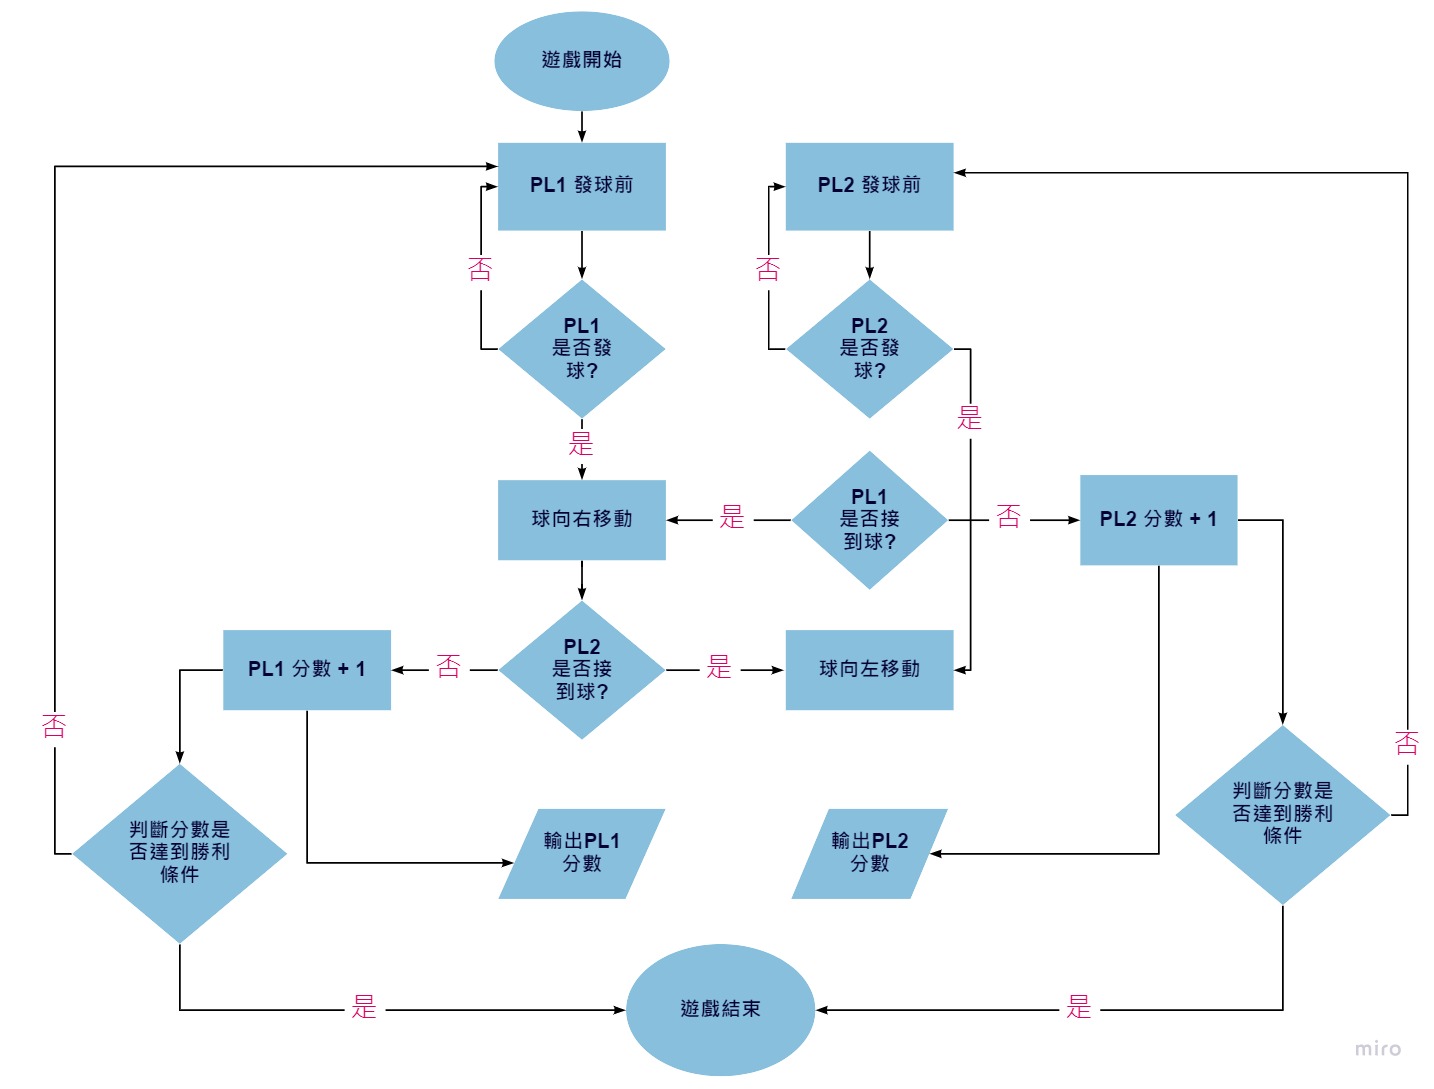 遊戲開始
PL1 發球前
PL2 發球前
否
否
PL1
是否發
球?
PL2
是否發
球?
是
是
球向右移動
是
PL1
是否接
到球?
否
PL2 分數 + 1
PL1 分數 + 1
否
PL2
是否接
到球?
是
球向左移動
否
否
判斷分數是
否達到勝利
條件
輸出PL1
分數
輸出PL2
分數
判斷分數是
否達到勝利
條件
是
遊戲結束
是
miro